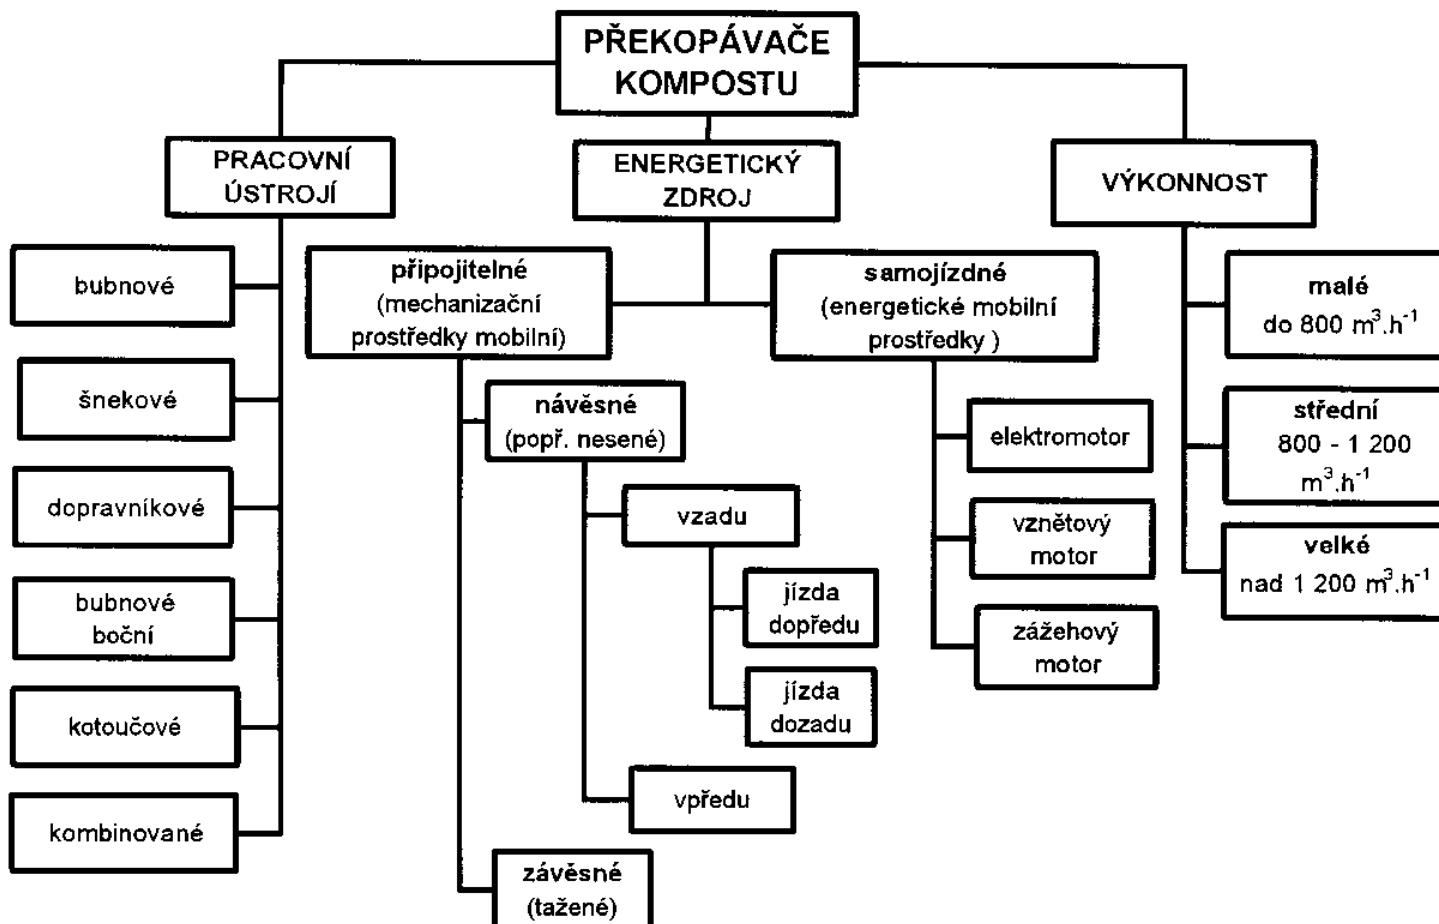 PŘEKOPÁVAČE
KOMPOSTU
PRACOVNÍ
ÚSTROJÍ
bubnové
šnekové
dopravníkové
bubnové
boční
kotoučové
kombinované
ENERGETICKÝ
ZDROJ
připojitelné
(mechanizační
prostředky mobilní)
návěsné
(popř. nesené)
vzadu
jízda
dopředu
jízda
dozadu
vpředu
závěsné
(tažené)
samojízdné
(energetické mobilní
prostředky )
elektromotor
vznětový
motor
zážehový
motor
VÝKONNOST
malé
do 800 m³.h⁻¹
střední
800 - 1 200
m³.h⁻¹
velké
nad 1 200 m³.h⁻¹